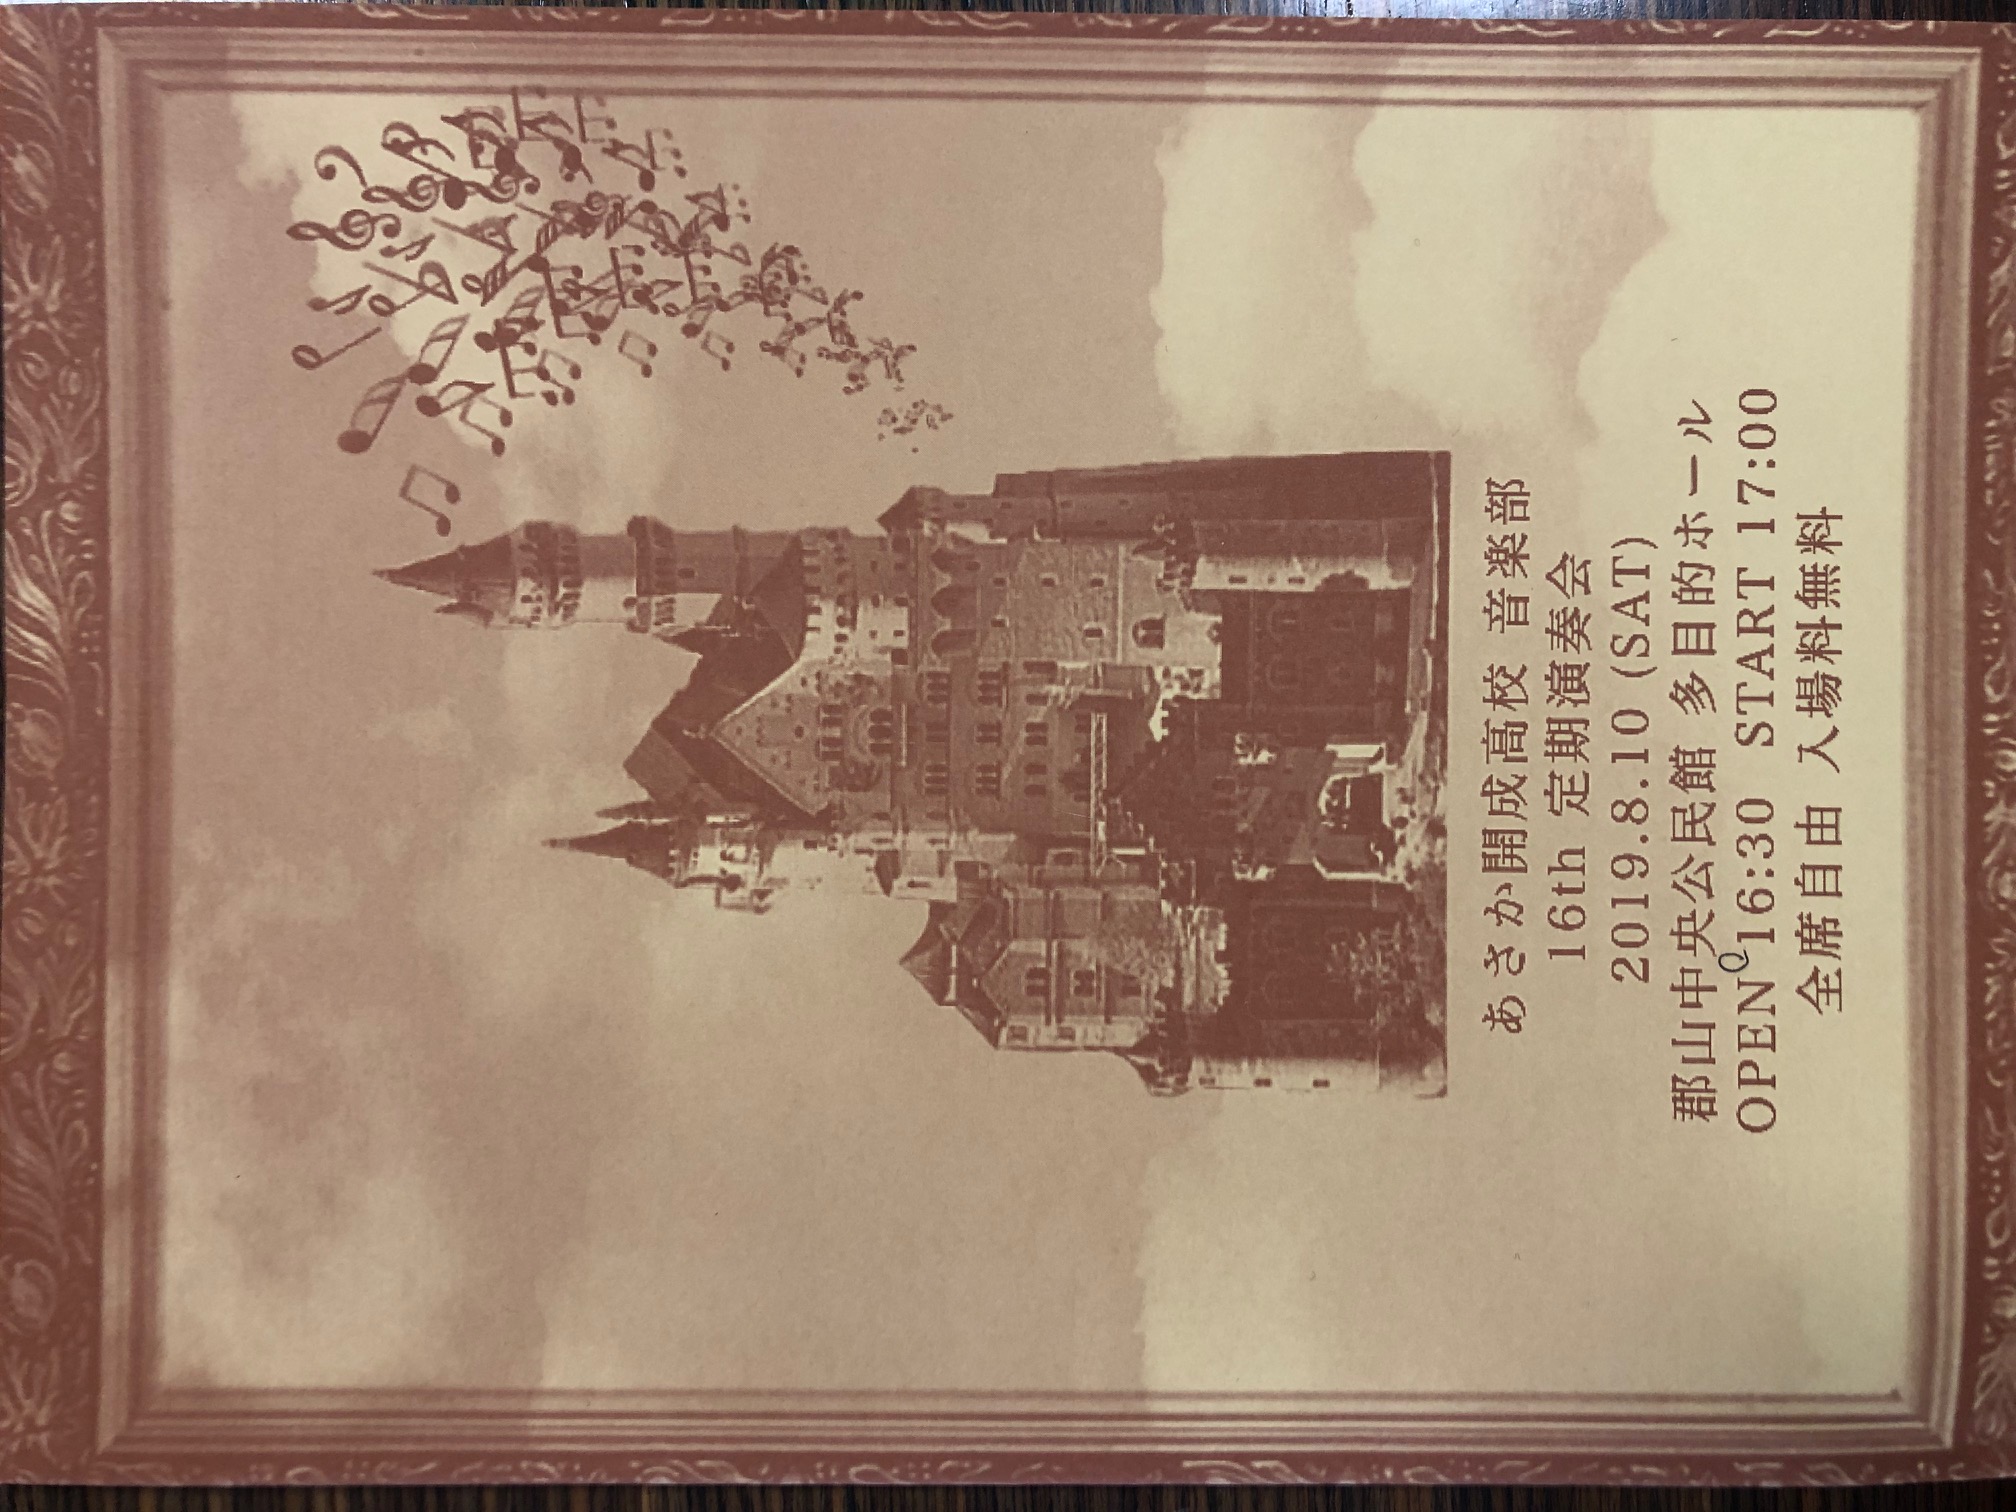 あさか開成高校 音楽部
16th 定期演奏会
2019.8.10 (SAT)
郡山中央公民館 多目的ホール
OPEN 16:30 START 17:00
全席自由 入場料無料